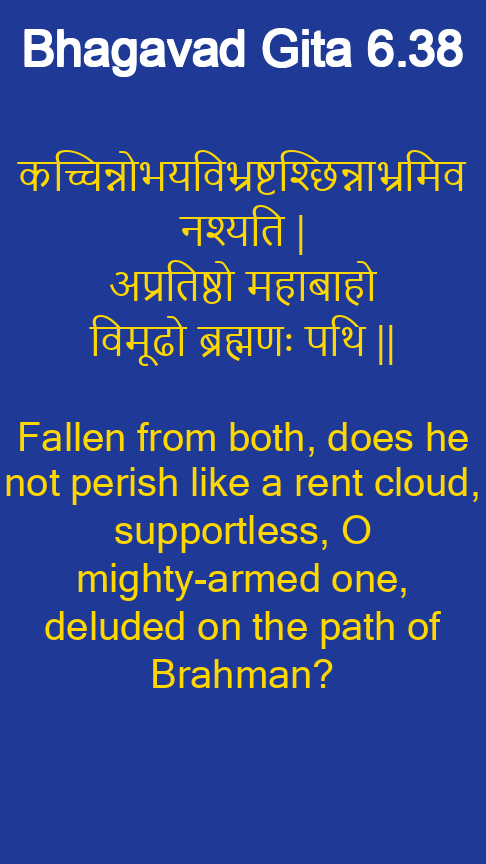 Bhagavad Gita 6.38
कच्चिन्नोभयविभ्रष्टश्छिन्नाभ्रमिव
नश्यति |
अप्रतिष्ठो महाबाहो
विमूढो ब्रह्मणः पथि ||
Fallen from both, does he
not perish like a rent cloud,
supportless, O
mighty-armed one,
deluded on the path of
Brahman?